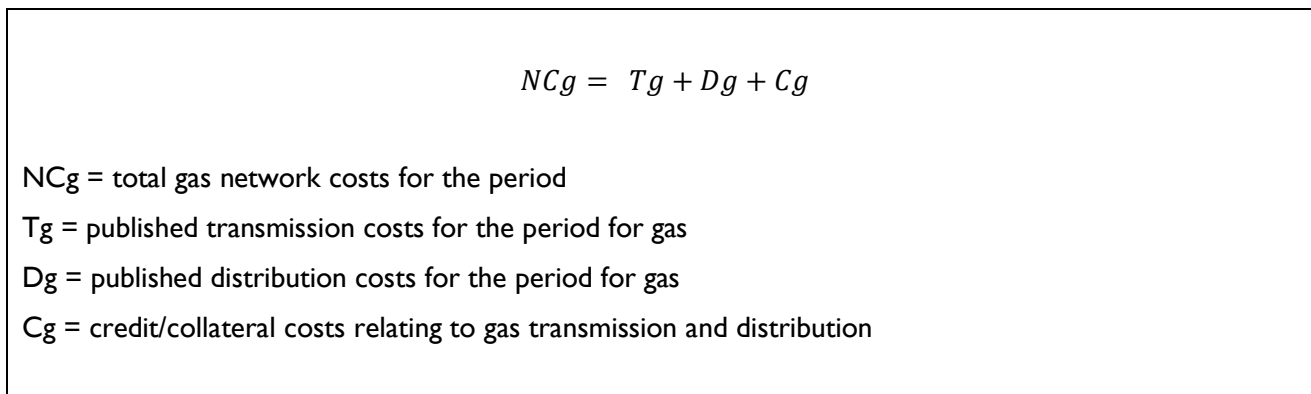 NCg = Tg + Dg + Cg
NCg = total gas network costs for the period
Tg = published transmission costs for the period for gas
Dg = published distribution costs for the period for gas
Cg = credit/collateral costs relating to gas transmission and distribution